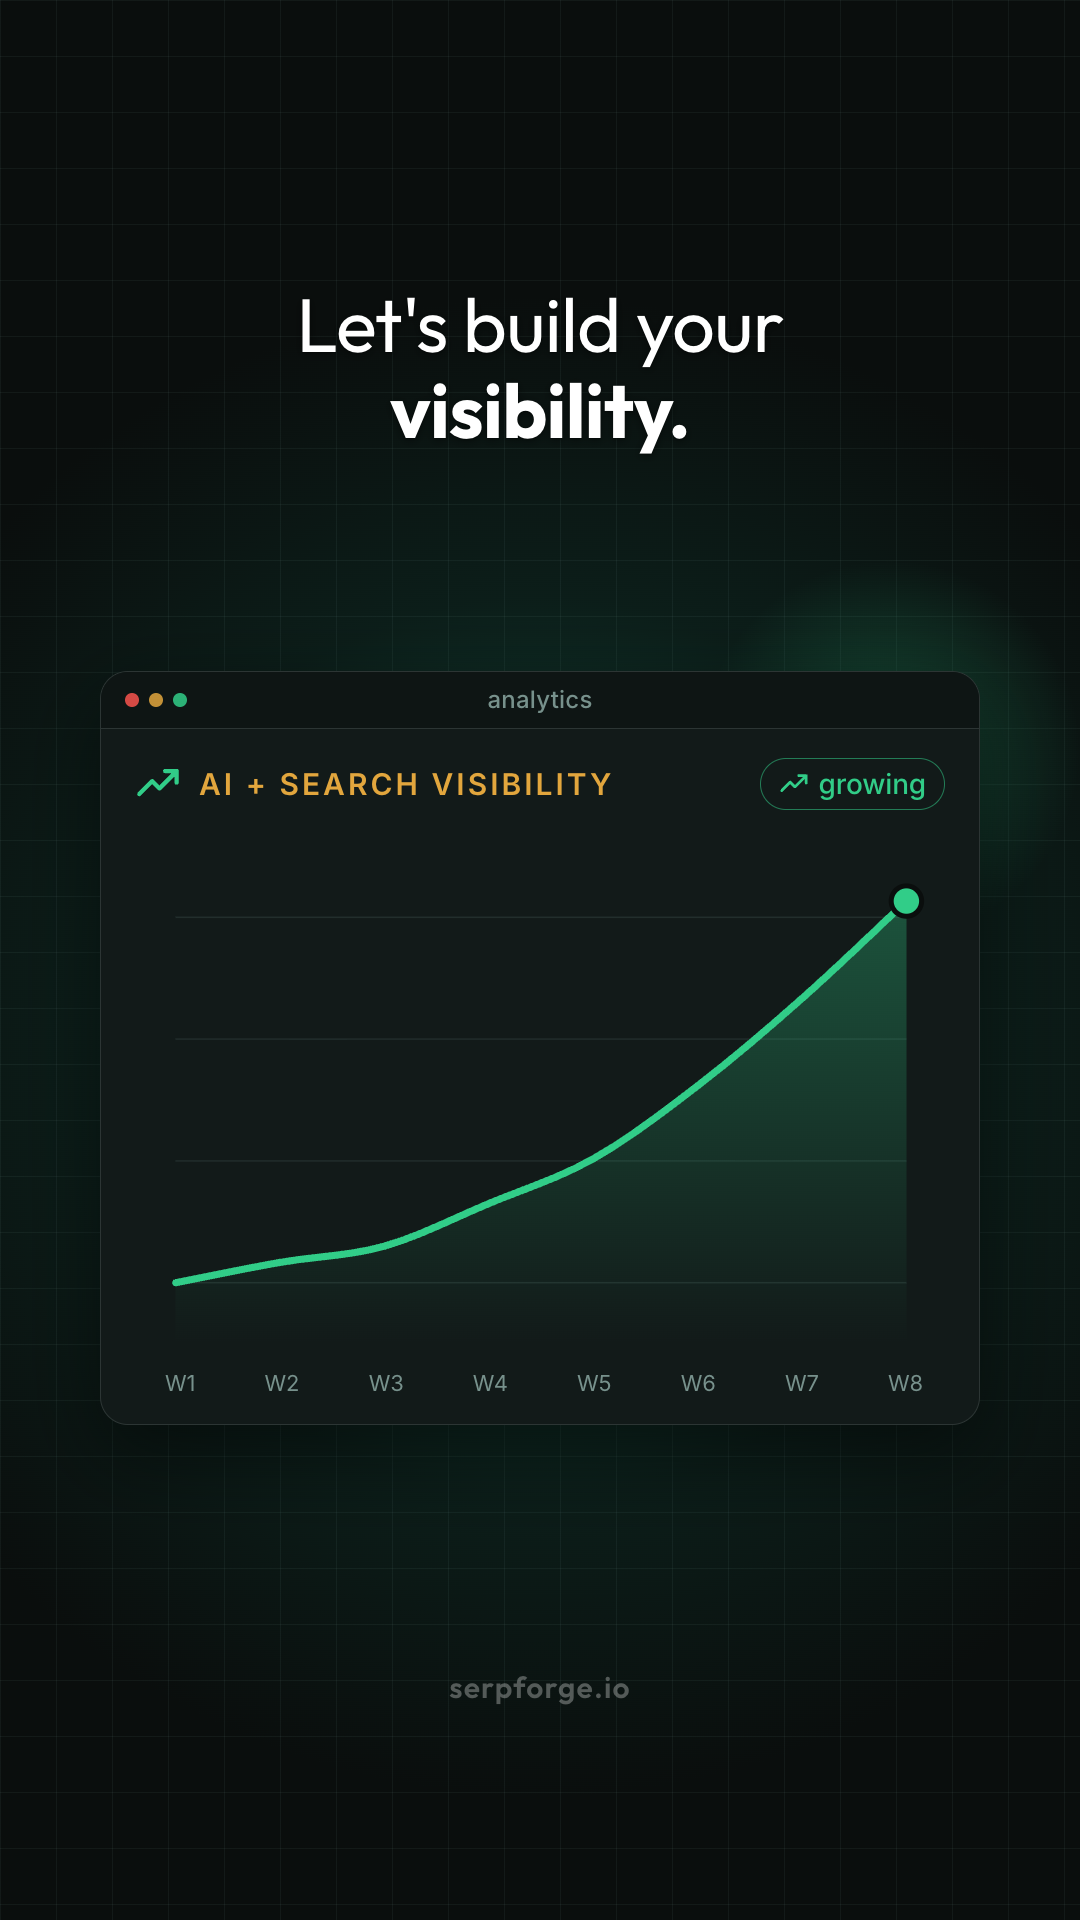 Let's build your
visibility.
analytics
AI + SEARCH VISIBILITY
growing
W1 W2 W3 W4 W5 W6 W7 W8
serpforge.io